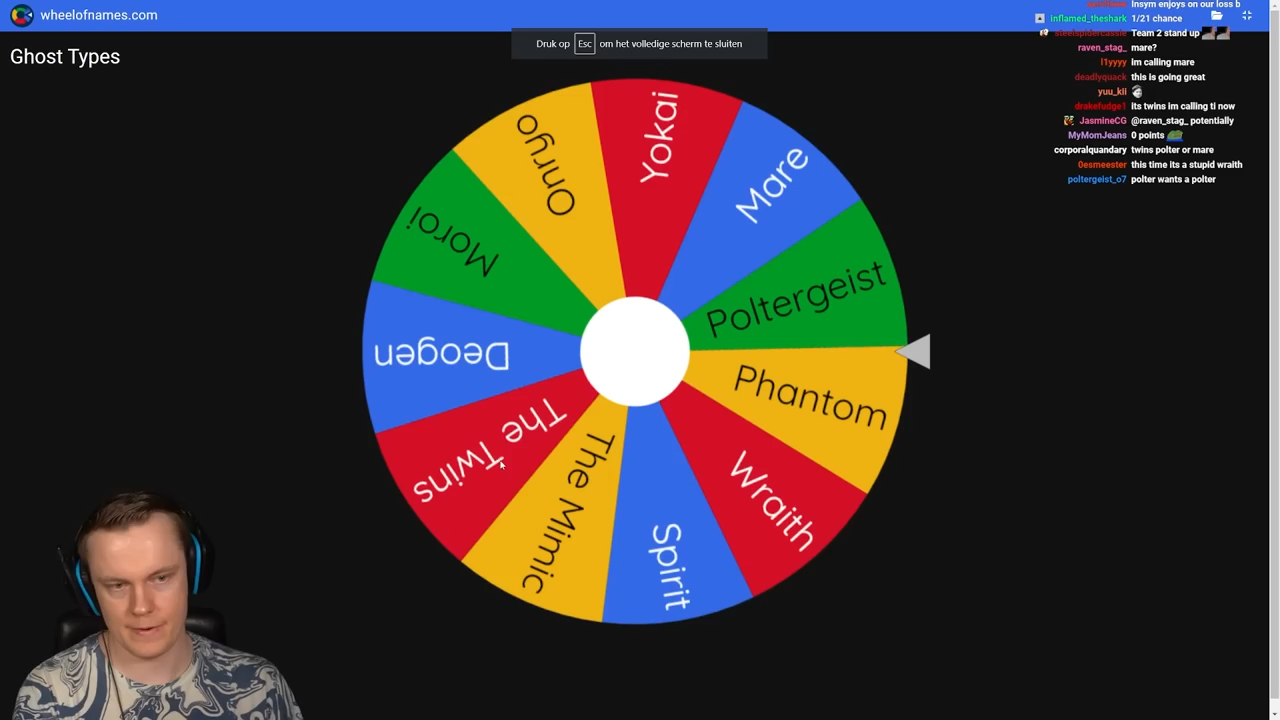 wheelofnames.com
Ghost Types
Druk op Esc om het volledige scherm te sluiten
Insym enjoys on our loss b
inflamed_theshark 1/21 chance
Team 2 stand up
raven_stag_ mare?
l1yyyy im calling mare
deadlyquack this is going great
yuu_kii
drakefudge1 its twins im calling ti now
JasmineCG @raven_stag_ potentially
MyMomJeans 0 points
corporalquandary twins polter or mare
0esmeester this time its a stupid wraith
poltergeist_o7 polter wants a polter
Yokai
Mare
Poltergeist
Phantom
Wraith
Spirit
The Mimic
The Twins
Deogen
Moroi
Onryo